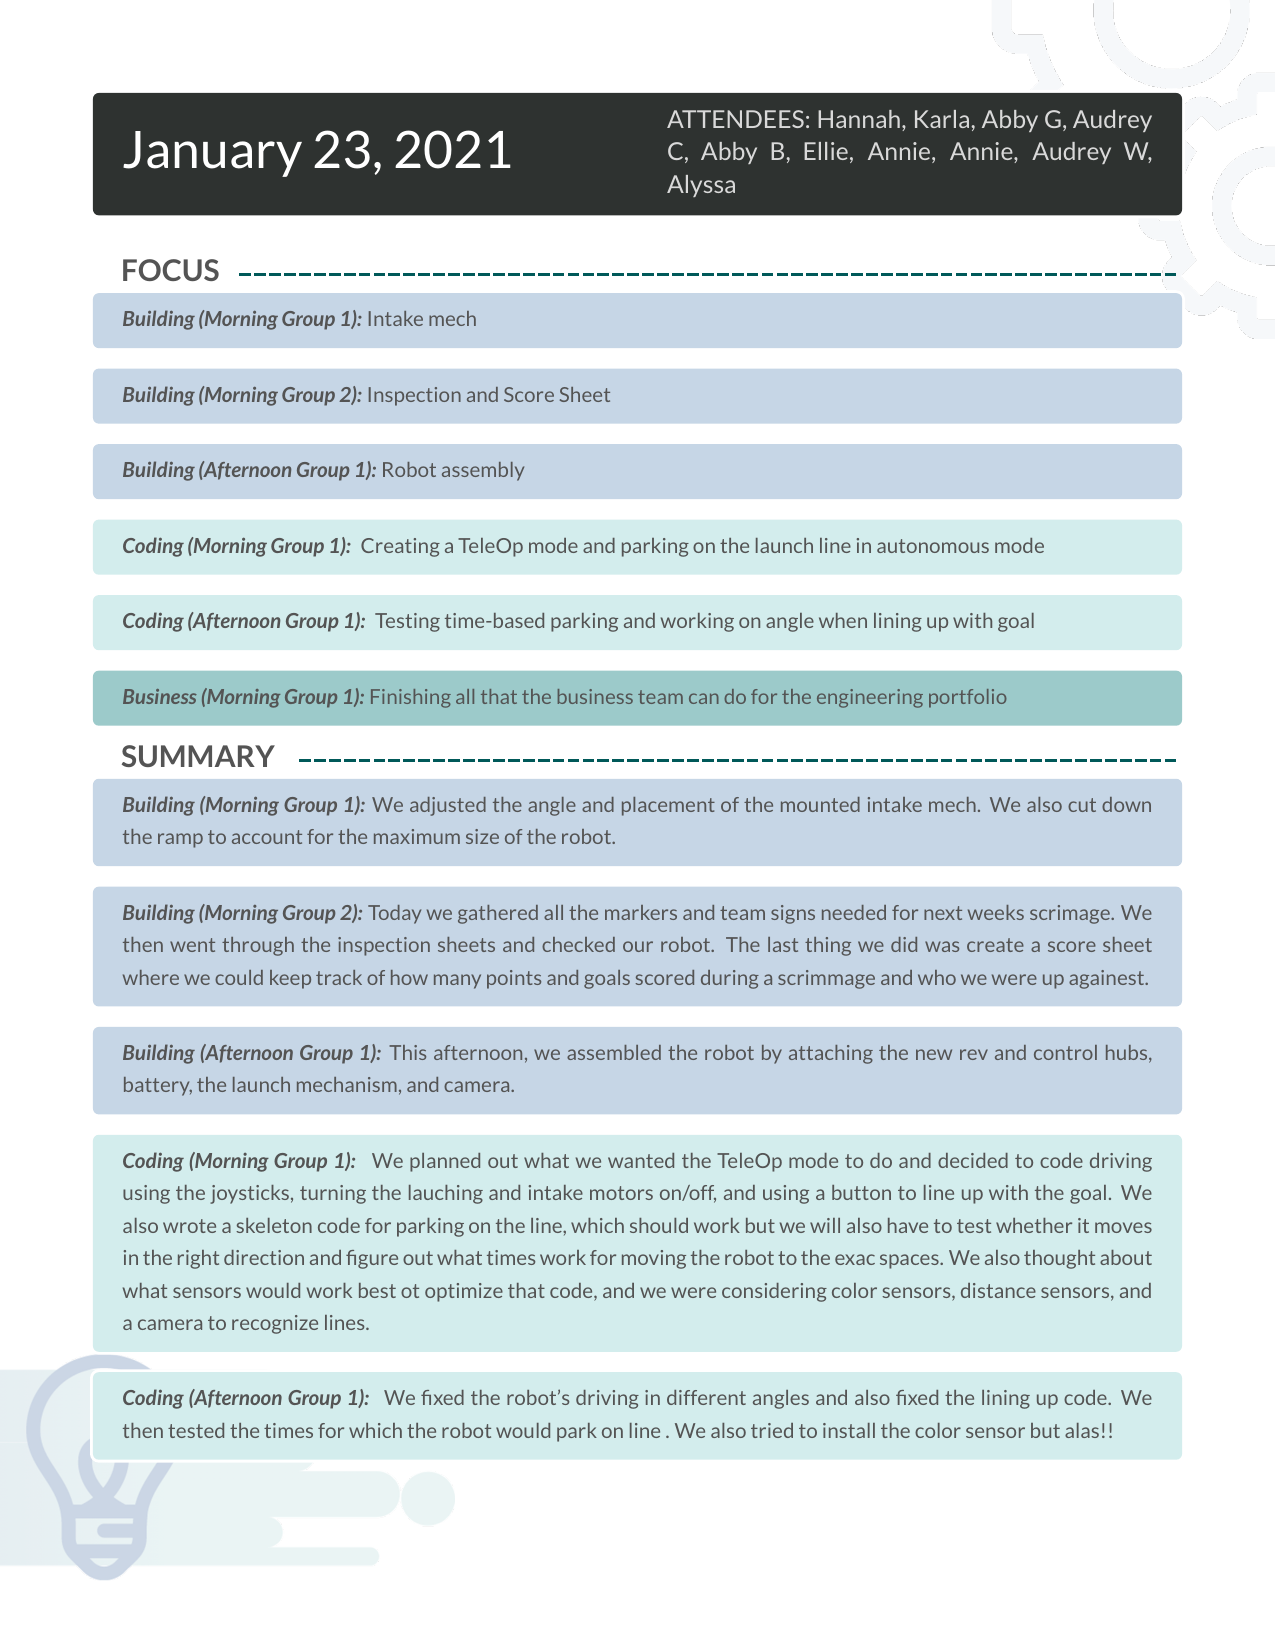 January 23, 2021
ATTENDEES: Hannah, Karla, Abby G, Audrey
C, Abby B, Ellie, Annie, Annie, Audrey W,
Alyssa
FOCUS
Building (Morning Group 1): Intake mech
Building (Morning Group 2): Inspection and Score Sheet
Building (Afternoon Group 1): Robot assembly
Coding (Morning Group 1): Creating a TeleOp mode and parking on the launch line in autonomous mode
Coding (Afternoon Group 1): Testing time-based parking and working on angle when lining up with goal
Business (Morning Group 1): Finishing all that the business team can do for the engineering portfolio
SUMMARY
Building (Morning Group 1): We adjusted the angle and placement of the mounted intake mech. We also cut down
the ramp to account for the maximum size of the robot.
Building (Morning Group 2): Today we gathered all the markers and team signs needed for next weeks scrimage. We
then went through the inspection sheets and checked our robot. The last thing we did was create a score sheet
where we could keep track of how many points and goals scored during a scrimmage and who we were up againest.
Building (Afternoon Group 1): This afternoon, we assembled the robot by attaching the new rev and control hubs,
battery, the launch mechanism, and camera.
Coding (Morning Group 1): We planned out what we wanted the TeleOp mode to do and decided to code driving
using the joysticks, turning the lauching and intake motors on/off, and using a button to line up with the goal. We
also wrote a skeleton code for parking on the line, which should work but we will also have to test whether it moves
in the right direction and figure out what times work for moving the robot to the exac spaces. We also thought about
what sensors would work best ot optimize that code, and we were considering color sensors, distance sensors, and
a camera to recognize lines.
Coding (Afternoon Group 1): We fixed the robot’s driving in different angles and also fixed the lining up code. We
then tested the times for which the robot would park on line . We also tried to install the color sensor but alas!!